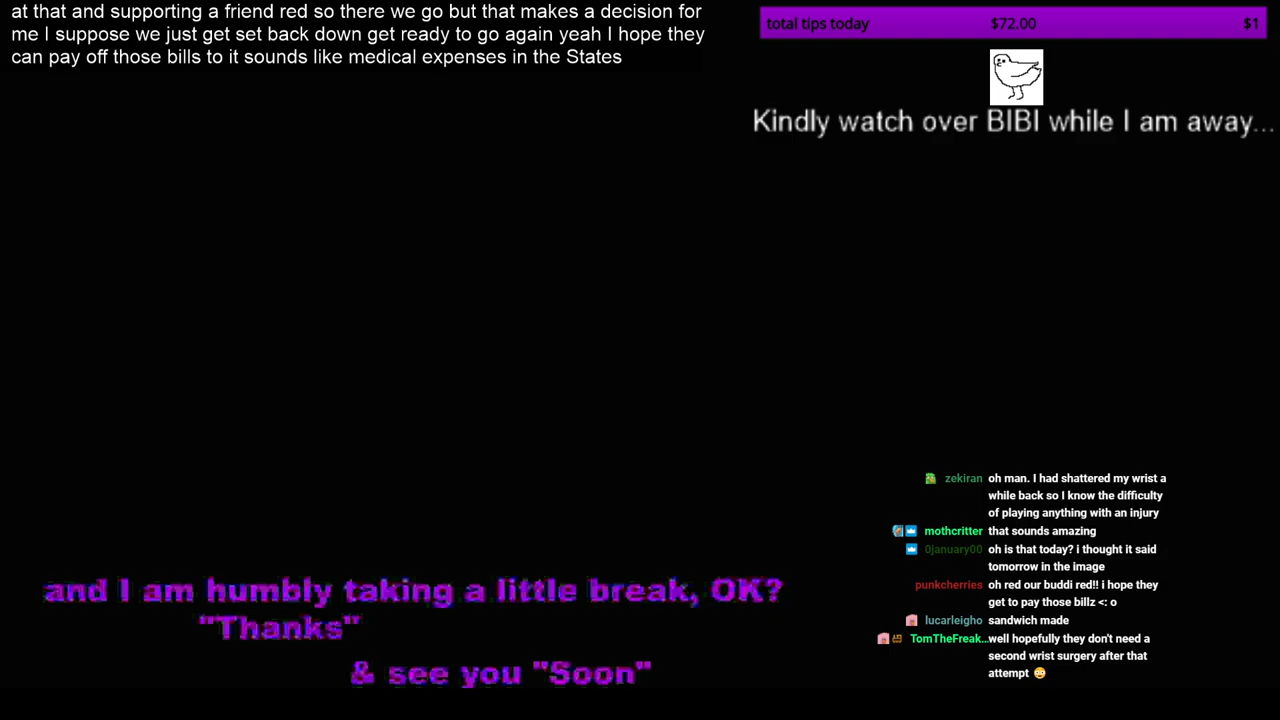 at that and supporting a friend red so there we go but that makes a decision for
me I suppose we just get set back down get ready to go again yeah I hope they
can pay off those bills to it sounds like medical expenses in the States
total tips today $72.00 $1
Kindly watch over BIBI while I am away...
zekiran oh man. I had shattered my wrist a
while back so I know the difficulty
of playing anything with an injury
mothcritter that sounds amazing
0january00 oh is that today? i thought it said
tomorrow in the image
punkcherries oh red our buddi red!! i hope they
get to pay those billz <: o
lucarleigho sandwich made
TomTheFreak... well hopefully they don't need a
second wrist surgery after that
attempt 😳
and I am humbly taking a little break, OK?
"Thanks"
& see you "Soon"